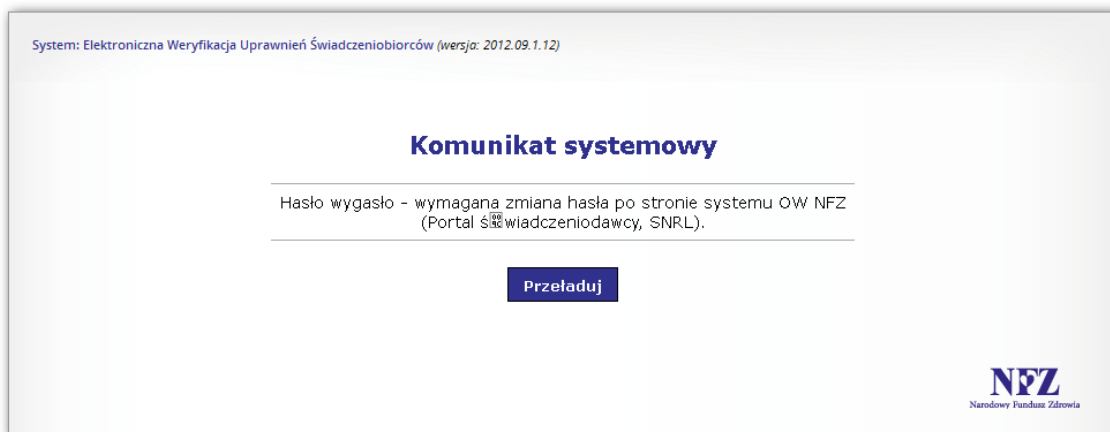 System: Elektroniczna Weryfikacja Uprawnień Świadczeniobiorców (wersja: 2012.09.1.12)
Komunikat systemowy
Hasło wygasło - wymagana zmiana hasła po stronie systemu OW NFZ
(Portal świadczeniodawcy, SNRL).
Przeładuj
NFZ
Narodowy Fundusz Zdrowia